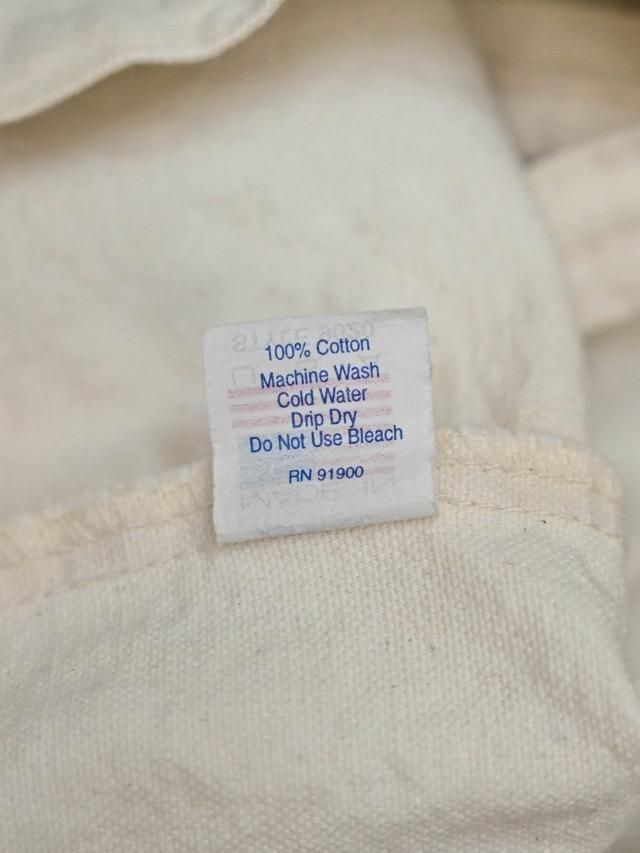 100% Cotton
Machine Wash
Cold Water
Drip Dry
Do Not Use Bleach
RN 91900